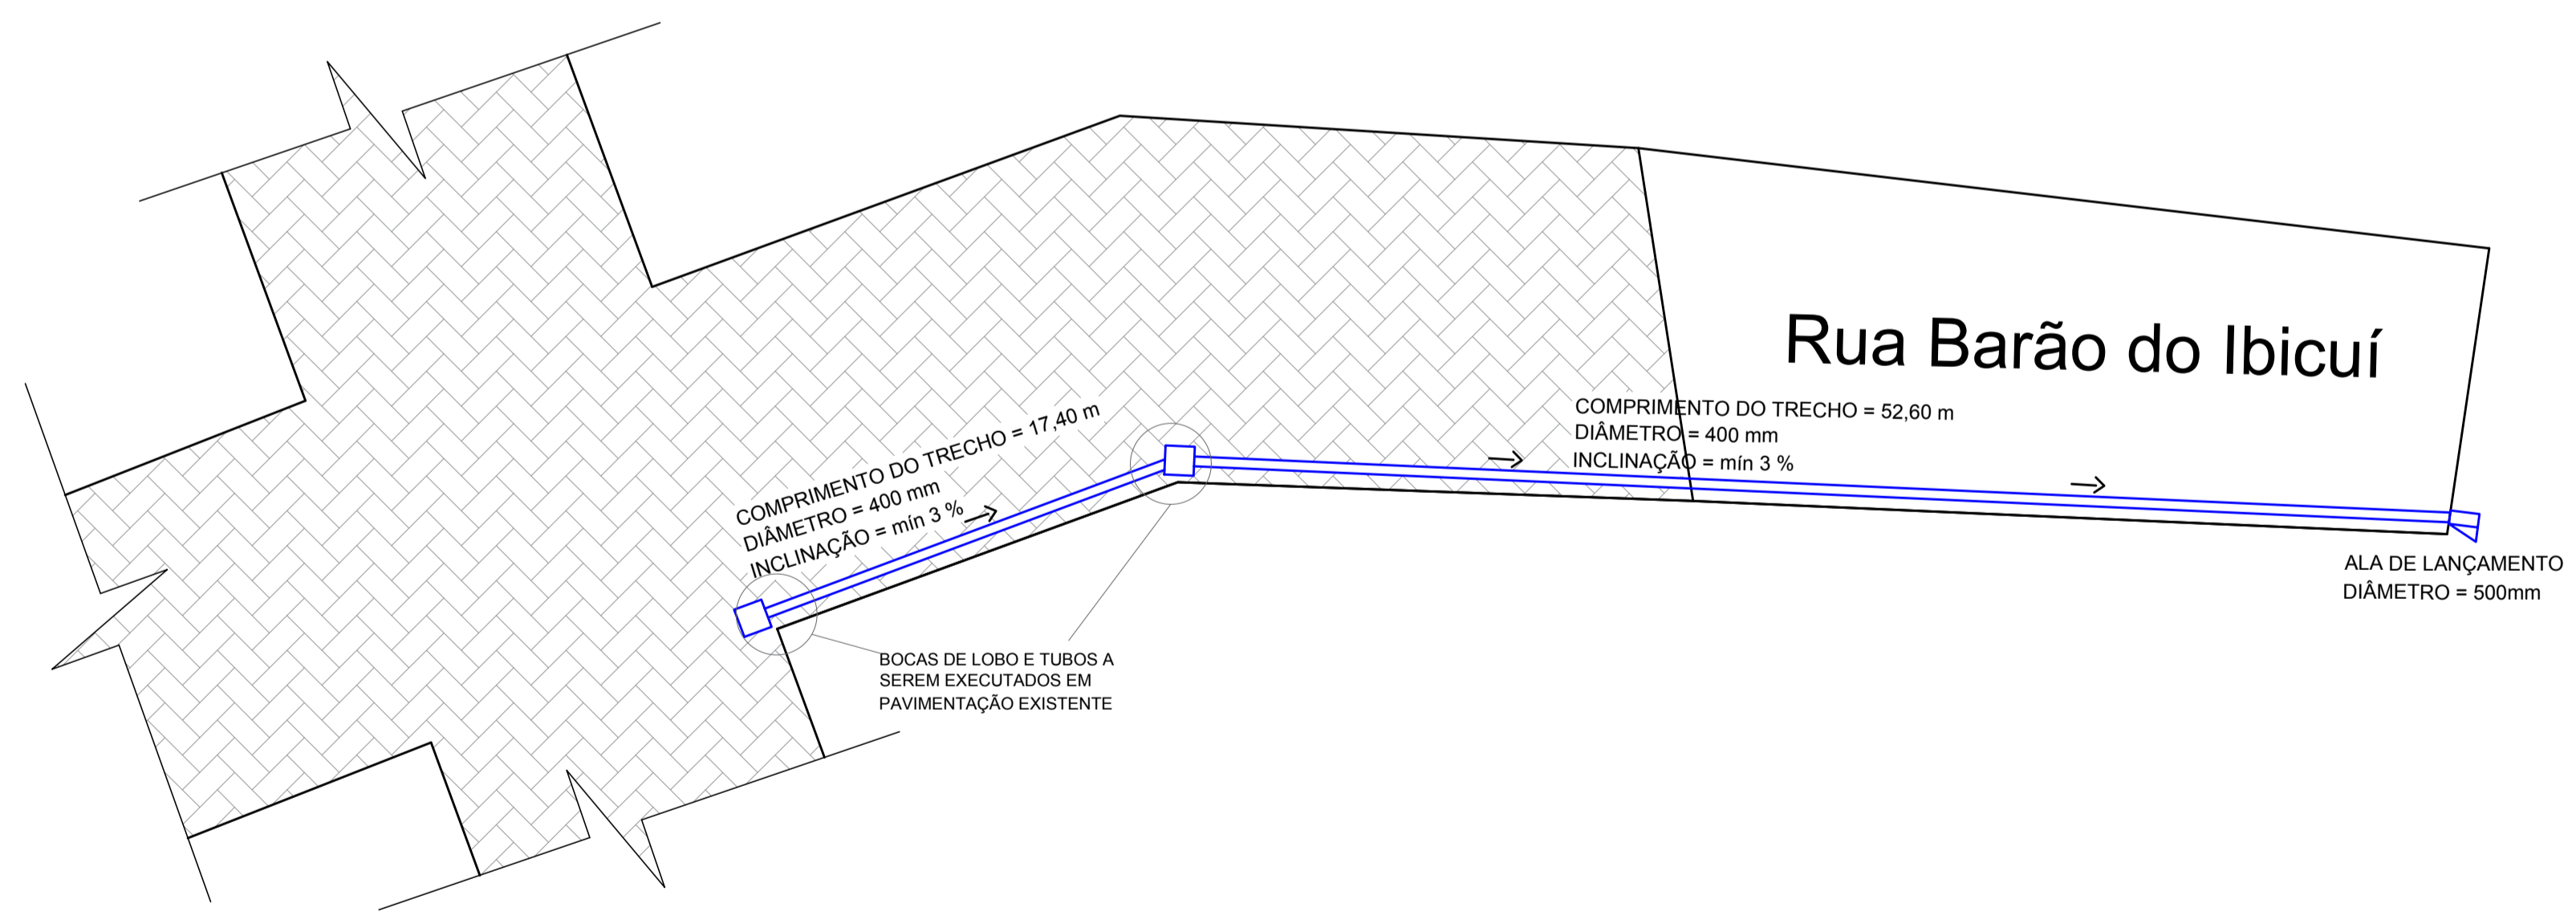 Rua Barão do Ibicuí
COMPRIMENTO DO TRECHO = 17,40 m
DIÂMETRO = 400 mm
INCLINAÇÃO = mín 3 %
COMPRIMENTO DO TRECHO = 52,60 m
DIÂMETRO = 400 mm
INCLINAÇÃO = mín 3 %
ALA DE LANÇAMENTO
DIÂMETRO = 500mm
BOCAS DE LOBO E TUBOS A
SEREM EXECUTADOS EM
PAVIMENTAÇÃO EXISTENTE